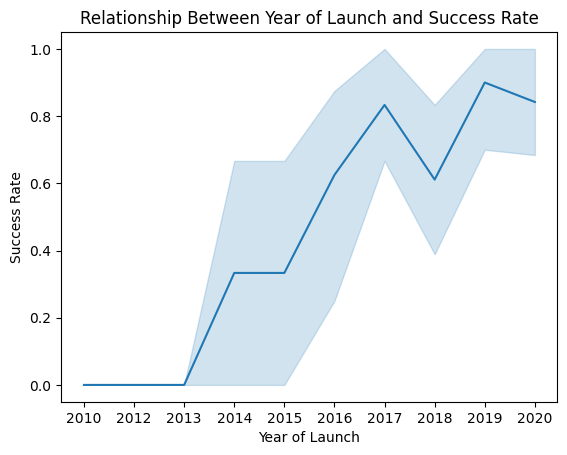 Relationship Between Year of Launch and Success Rate
1.0
0.8
0.6
0.4
0.2
0.0
Success Rate
2010 2012 2013 2014 2015 2016 2017 2018 2019 2020
Year of Launch